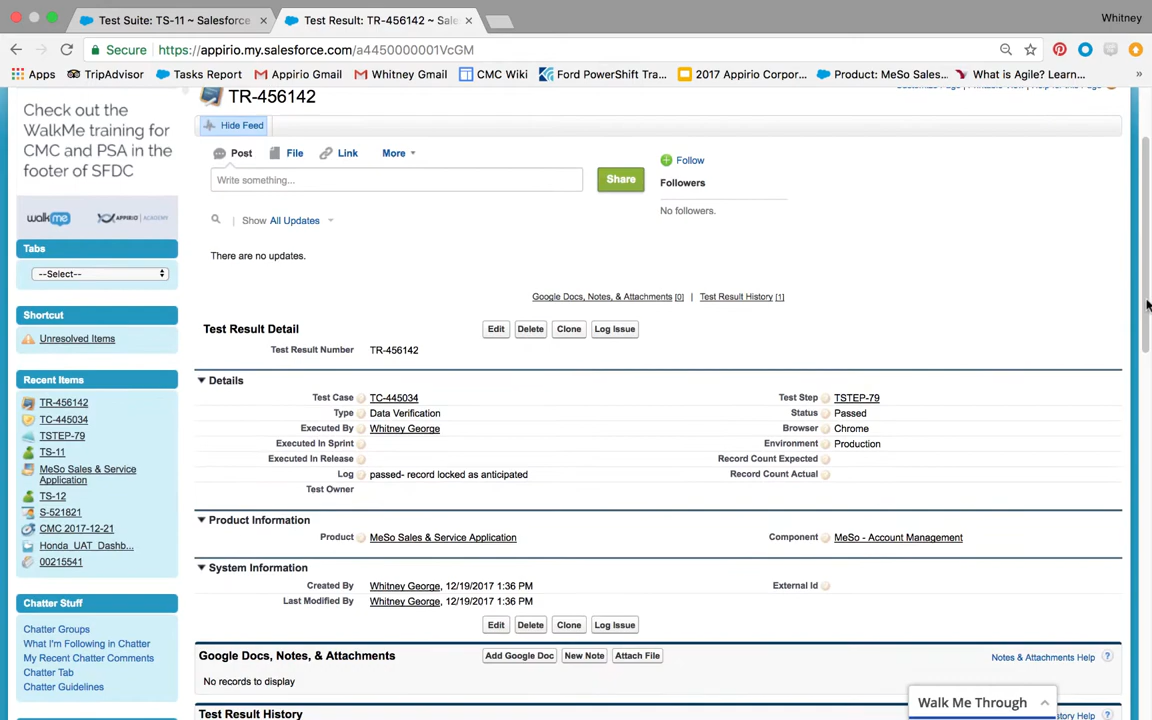 Whitney
Test Suite: TS-11 ~ Salesforce
Test Result: TR-456142 ~ Sale
Secure
https://appirio.my.salesforce.com/a4450000001VcGM
Apps TripAdvisor Tasks Report Appirio Gmail Whitney Gmail CMC Wiki Ford PowerShift Tra... 2017 Appirio Corpor... Product: MeSo Sales... What is Agile? Learn... »
Check out the
WalkMe training for
CMC and PSA in the
footer of SFDC
walkme APPIRIO ACADEMY
Tabs
--Select--
Shortcut
Unresolved Items
Recent Items
TR-456142
TC-445034
TSTEP-79
TS-11
MeSo Sales & Service
Application
TS-12
S-521821
CMC 2017-12-21
Honda_UAT_Dashb...
00215541
Chatter Stuff
Chatter Groups
What I'm Following in Chatter
My Recent Chatter Comments
Chatter Tab
Chatter Guidelines
TR-456142
Hide Feed
Post File Link More
Write something...
Share
Follow
Followers
No followers.
Show All Updates
There are no updates.
Google Docs, Notes, & Attachments [0] | Test Result History [1]
Test Result Detail
Edit Delete Clone Log Issue
Test Result Number TR-456142
Details
Test Case TC-445034 Test Step TSTEP-79
Type Data Verification Status Passed
Executed By Whitney George Browser Chrome
Executed In Sprint Environment Production
Executed In Release Record Count Expected
Log passed- record locked as anticipated Record Count Actual
Test Owner
Product Information
Product MeSo Sales & Service Application Component MeSo - Account Management
System Information
Created By Whitney George, 12/19/2017 1:36 PM External Id
Last Modified By Whitney George, 12/19/2017 1:36 PM
Edit Delete Clone Log Issue
Google Docs, Notes, & Attachments
Add Google Doc New Note Attach File
Notes & Attachments Help ?
No records to display
Walk Me Through
Test Result History
story Help ?